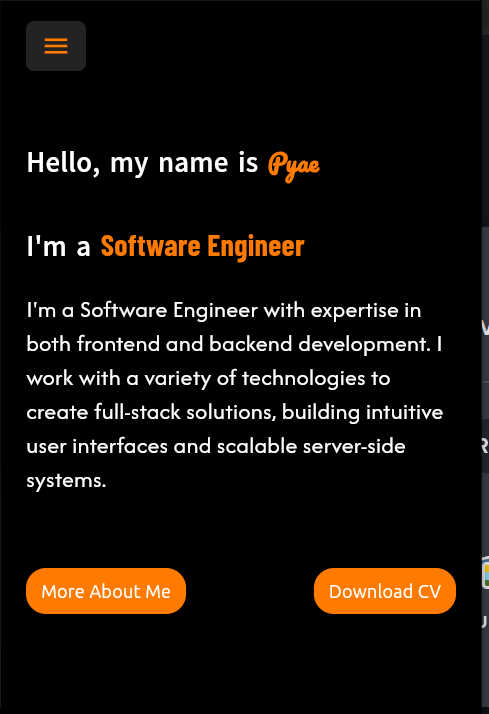 Hello, my name is Pyae
I'm a Software Engineer
I'm a Software Engineer with expertise in
both frontend and backend development. I
work with a variety of technologies to
create full-stack solutions, building intuitive
user interfaces and scalable server-side
systems.
More About Me
Download CV